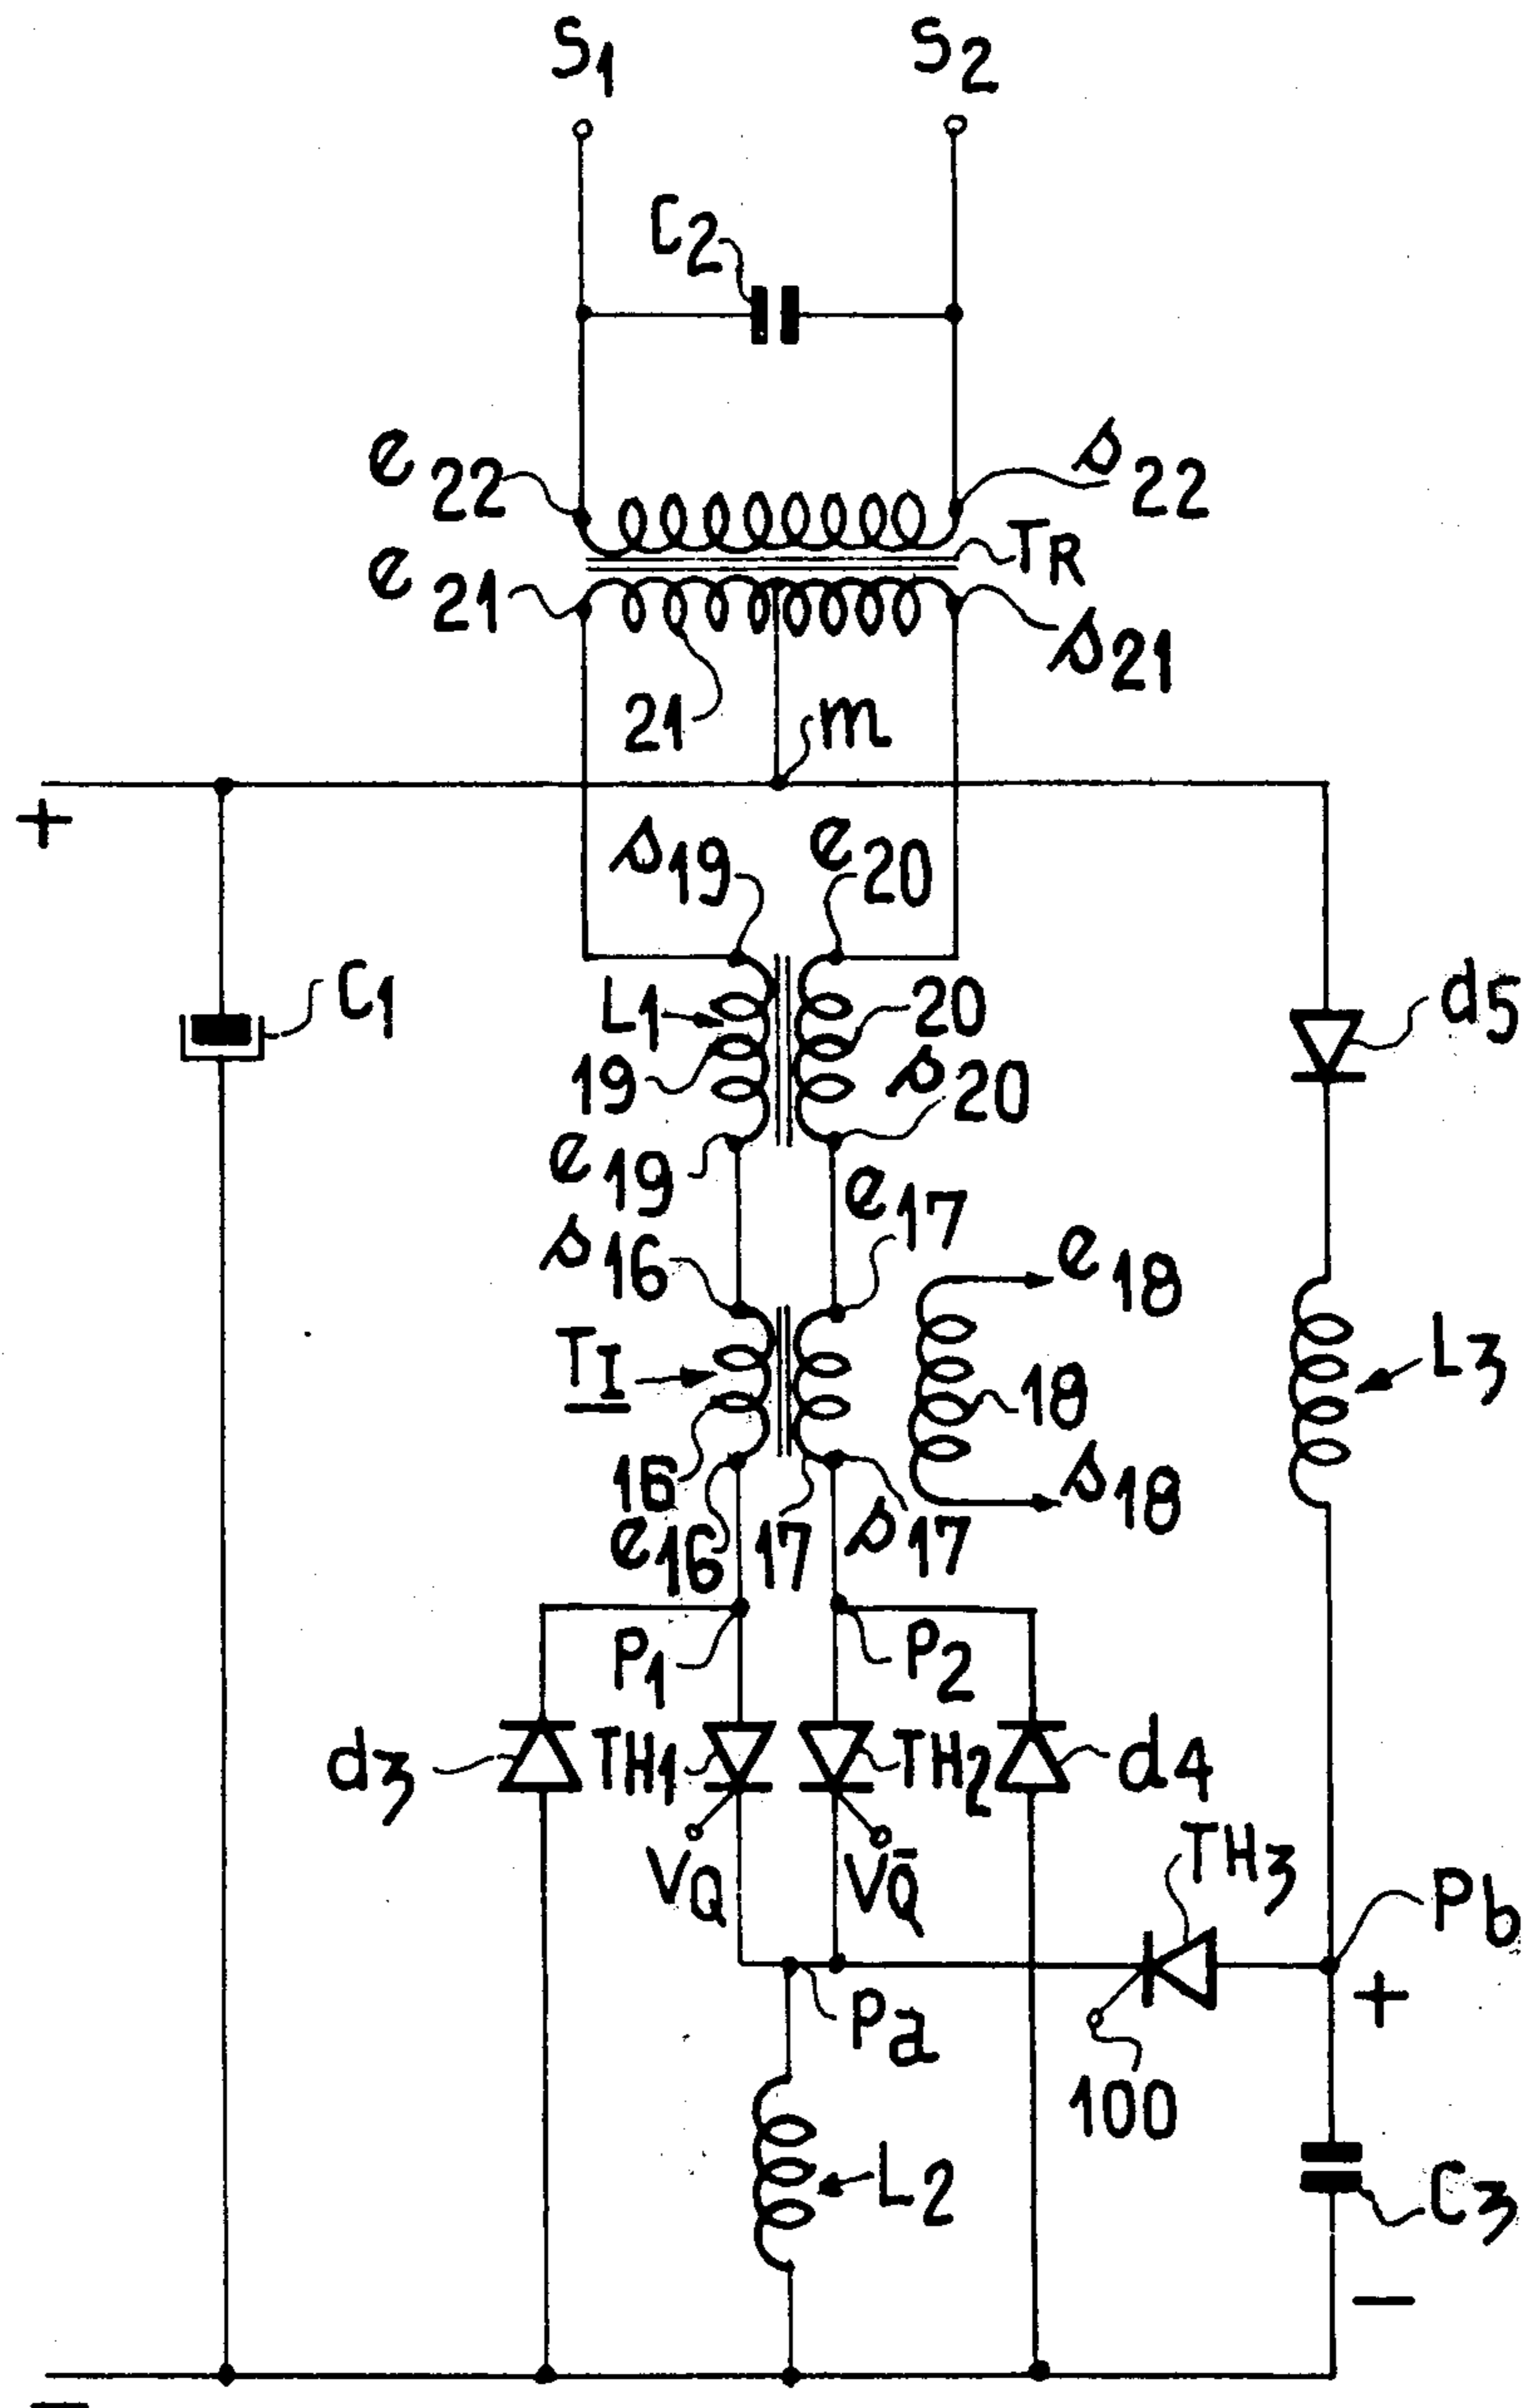 S1 S2
C2
e22 s22
TR
e21 s21
21 m
+
s19 e20
C1 L1 20 d5
19 s20
e19 e17
s16 e18
TI L3
16 18
s18
e16 17 s17
P1 P2
d3 TH1 TH2 d4
VQ VQ̄ TH3 Pb
+
Pa
100
L2 C3
−
−